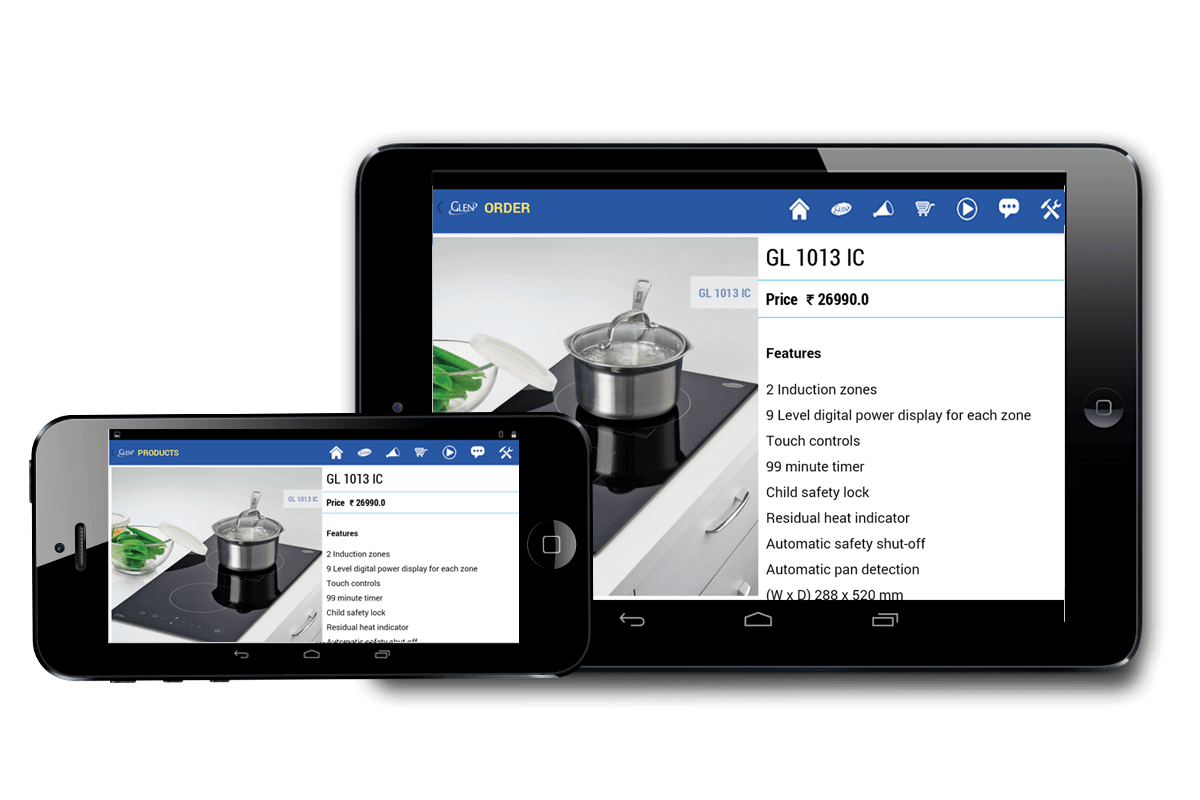 GLEN ORDER
GLEN
GL 1013 IC
GL 1013 IC
Price ₹ 26990.0
Features
2 Induction zones
9 Level digital power display for each zone
Touch controls
99 minute timer
Child safety lock
Residual heat indicator
Automatic safety shut-off
Automatic pan detection
(W x D) 288 x 520 mm
GLEN PRODUCTS
GL 1013 IC
GL 1013 IC
Price ₹ 26990.0
Features
2 Induction zones
9 Level digital power display for each zone
Touch controls
99 minute timer
Child safety lock
Residual heat indicator
Automatic safety shut-off